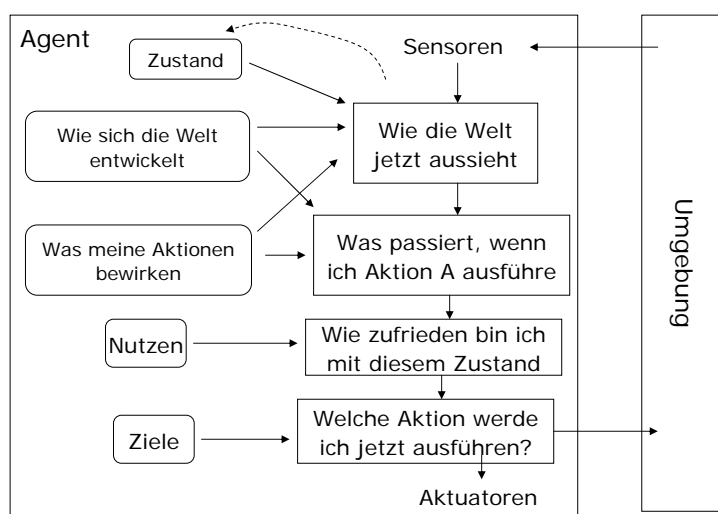 Agent
Sensoren
Zustand
Wie sich die Welt
entwickelt
Wie die Welt
jetzt aussieht
Was meine Aktionen
bewirken
Was passiert, wenn
ich Aktion A ausführe
Nutzen
Wie zufrieden bin ich
mit diesem Zustand
Ziele
Welche Aktion werde
ich jetzt ausführen?
Aktuatoren
Umgebung